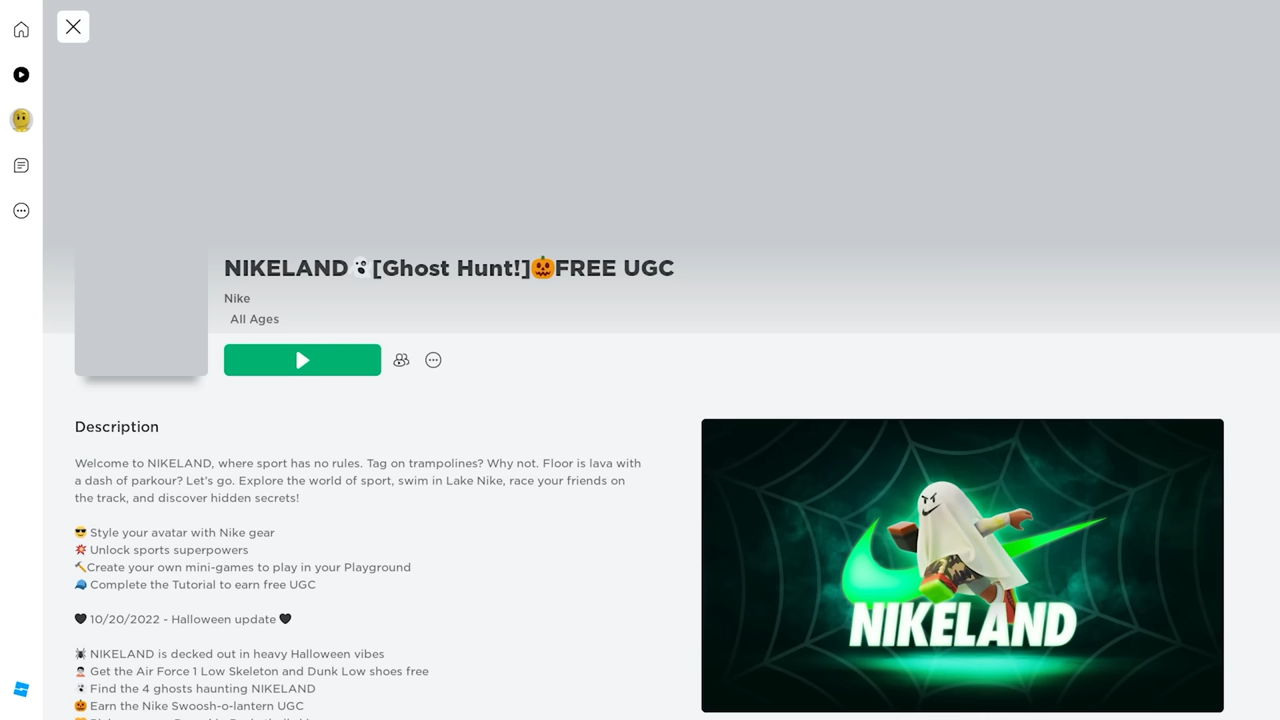 NIKELAND👻[Ghost Hunt!]🎃FREE UGC
Nike
All Ages
Description
Welcome to NIKELAND, where sport has no rules. Tag on trampolines? Why not. Floor is lava with
a dash of parkour? Let's go. Explore the world of sport, swim in Lake Nike, race your friends on
the track, and discover hidden secrets!
😎 Style your avatar with Nike gear
💥 Unlock sports superpowers
🔨Create your own mini-games to play in your Playground
🧢 Complete the Tutorial to earn free UGC
🖤 10/20/2022 - Halloween update 🖤
🕷 NIKELAND is decked out in heavy Halloween vibes
Get the Air Force 1 Low Skeleton and Dunk Low shoes free
👻 Find the 4 ghosts haunting NIKELAND
🎃 Earn the Nike Swoosh-o-lantern UGC
NIKELAND